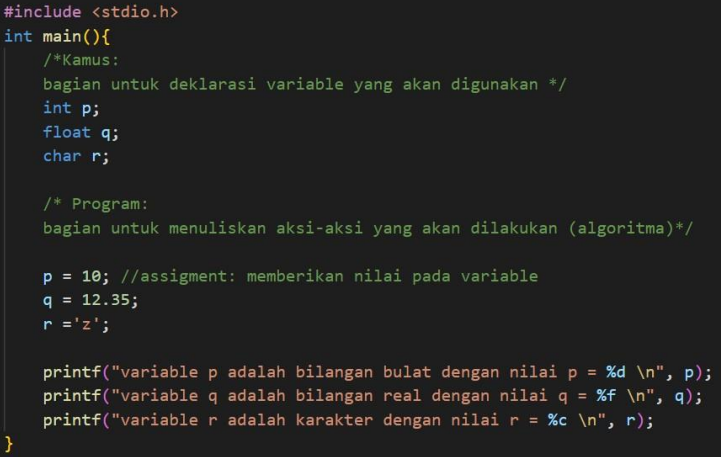 #include <stdio.h>
int main(){
    /*Kamus:
    bagian untuk deklarasi variable yang akan digunakan */
    int p;
    float q;
    char r;

    /* Program:
    bagian untuk menuliskan aksi-aksi yang akan dilakukan (algoritma)*/

    p = 10; //assigment: memberikan nilai pada variable
    q = 12.35;
    r ='z';

    printf("variable p adalah bilangan bulat dengan nilai p = %d \n", p);
    printf("variable q adalah bilangan real dengan nilai q = %f \n", q);
    printf("variable r adalah karakter dengan nilai r = %c \n", r);
}